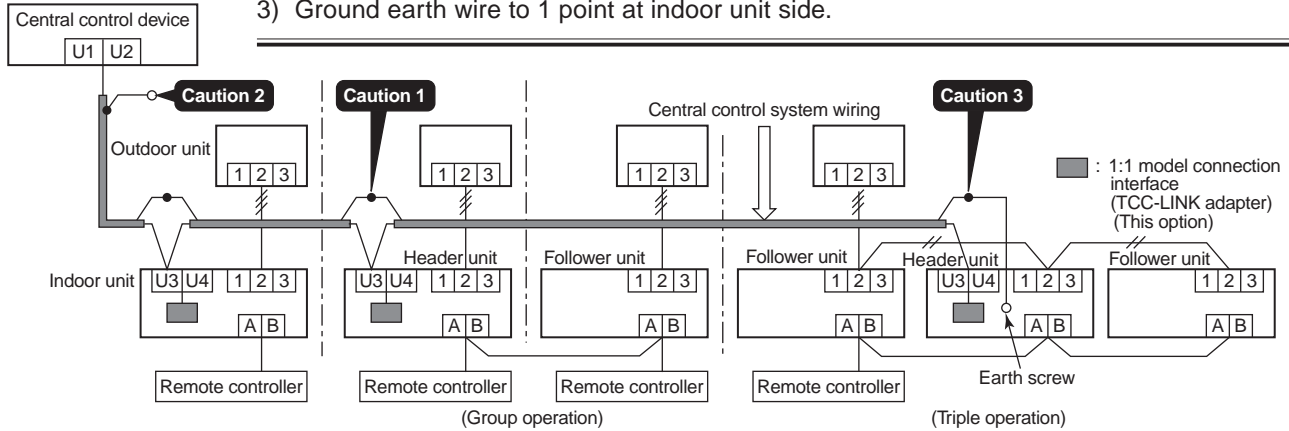 3) Ground earth wire to 1 point at indoor unit side.
Central control device
U1 U2
Caution 2
Caution 1
Caution 3
Central control system wiring
Outdoor unit
1 2 3
1 2 3
1 2 3
1 2 3
: 1:1 model connection
interface
(TCC-LINK adapter)
(This option)
Indoor unit
Header unit
Follower unit
Follower unit
Header unit
Follower unit
U3 U4
1 2 3
U3 U4
1 2 3
1 2 3
1 2 3
U3 U4
1 2 3
1 2 3
A B
A B
A B
A B
A B
A B
Remote controller
Remote controller
Remote controller
Remote controller
Earth screw
(Group operation)
(Triple operation)